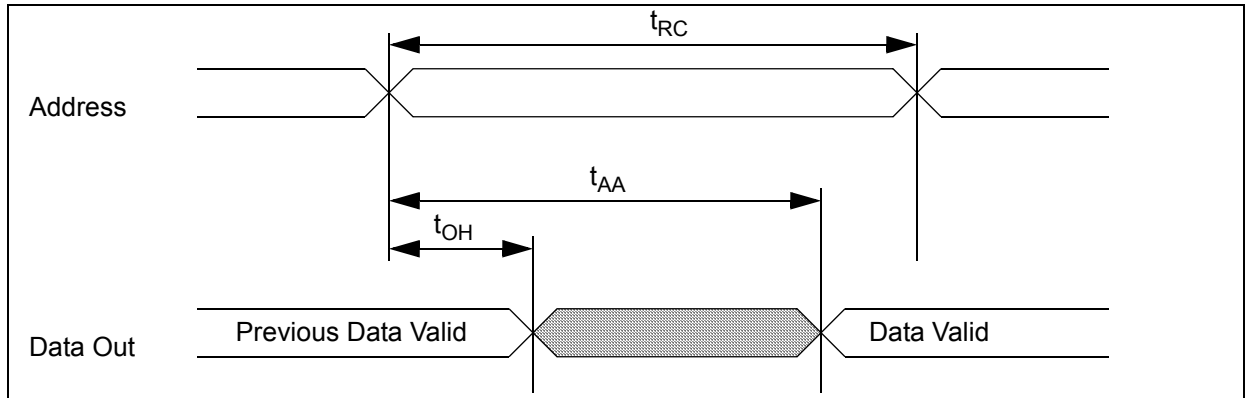 tRC
Address
tAA
tOH
Previous Data Valid
Data Valid
Data Out